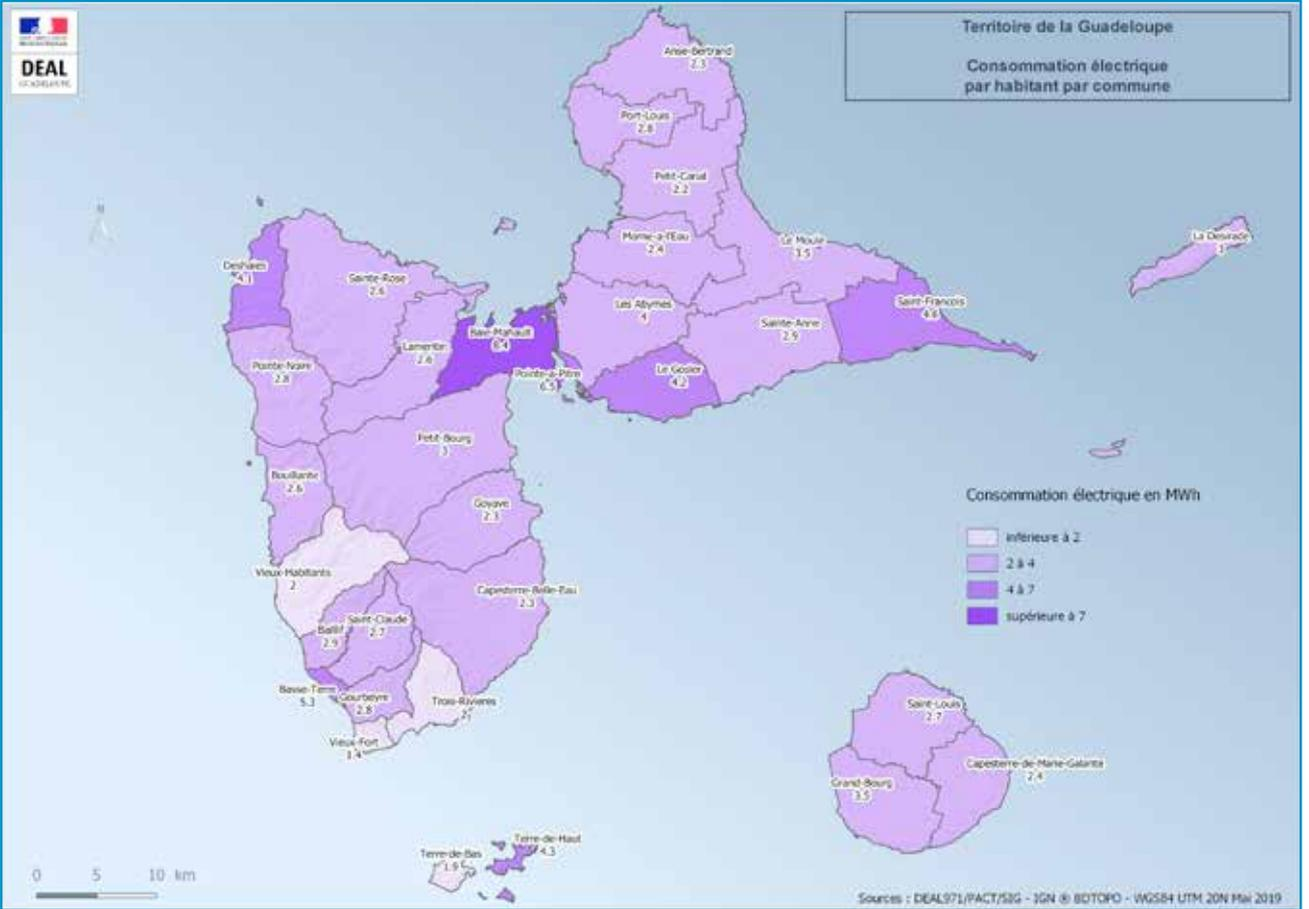 DEAL
GUADELOUPE
Territoire de la Guadeloupe
Consommation électrique
par habitant par commune
N
Anse-Bertrand
2.3
Port-Louis
2.8
Petit-Canal
2.2
Morne-a-l'Eau
2.4
Le Moule
3.5
La Desirade
3
Deshaies
4.1
Sainte-Rose
2.6
Lamentin
2.6
Baie-Mahault
8.4
Les Abymes
4
Sainte-Anne
2.9
Saint-Francois
4.6
Pointe-Noire
2.8
Pointe-a-Pitre
6.5
Le Gosier
4.2
Petit-Bourg
3
Bouillante
2.6
Goyave
2.3
Vieux-Habitants
2
Capesterre-Belle-Eau
2.3
Saint-Claude
2.7
Baillif
2.9
Basse-Terre
5.3
Gourbeyre
2.8
Trois-Rivieres
2
Vieux-Fort
1.4
Terre-de-Bas
1.9
Terre-de-Haut
4.3
Consommation électrique en MWh
inférieure à 2
2 à 4
4 à 7
supérieure à 7
Saint-Louis
2.7
Capesterre-de-Marie-Galante
2.4
Grand-Bourg
3.5
0 5 10 km
Sources : DEAL971/PACT/SIG - IGN ® BDTOPO - WGS84 UTM 20N Mai 2019